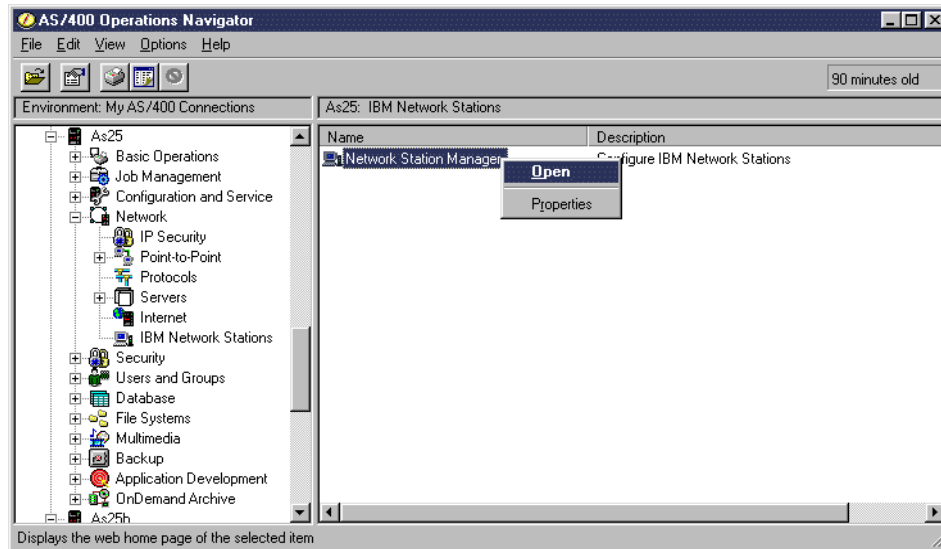 AS/400 Operations Navigator
File Edit View Options Help
90 minutes old
Environment: My AS/400 Connections
As25: IBM Network Stations
As25
Basic Operations
Job Management
Configuration and Service
Network
IP Security
Point-to-Point
Protocols
Servers
Internet
IBM Network Stations
Security
Users and Groups
Database
File Systems
Multimedia
Backup
Application Development
OnDemand Archive
As25b
Name Description
Network Station Manager Configure IBM Network Stations
Open
Properties
Displays the web home page of the selected item